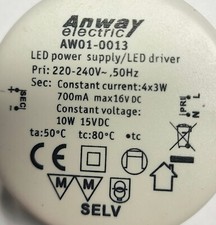 Anway
electric
AW01-0013
LED power supply/LED driver
Pri: 220-240V~,50Hz
Sec: Constant current:4x3W
700mA max16V DC
Constant voltage:
10W 15VDC
ta:50°C tc:80°C •tc
SEC
PRI
N
L
M M
SELV